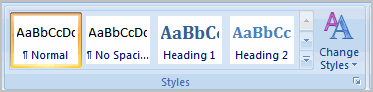 AaBbCcDc AaBbCcDc AaBbC AaBbCc
¶ Normal ¶ No Spaci... Heading 1 Heading 2
Change
Styles
Styles